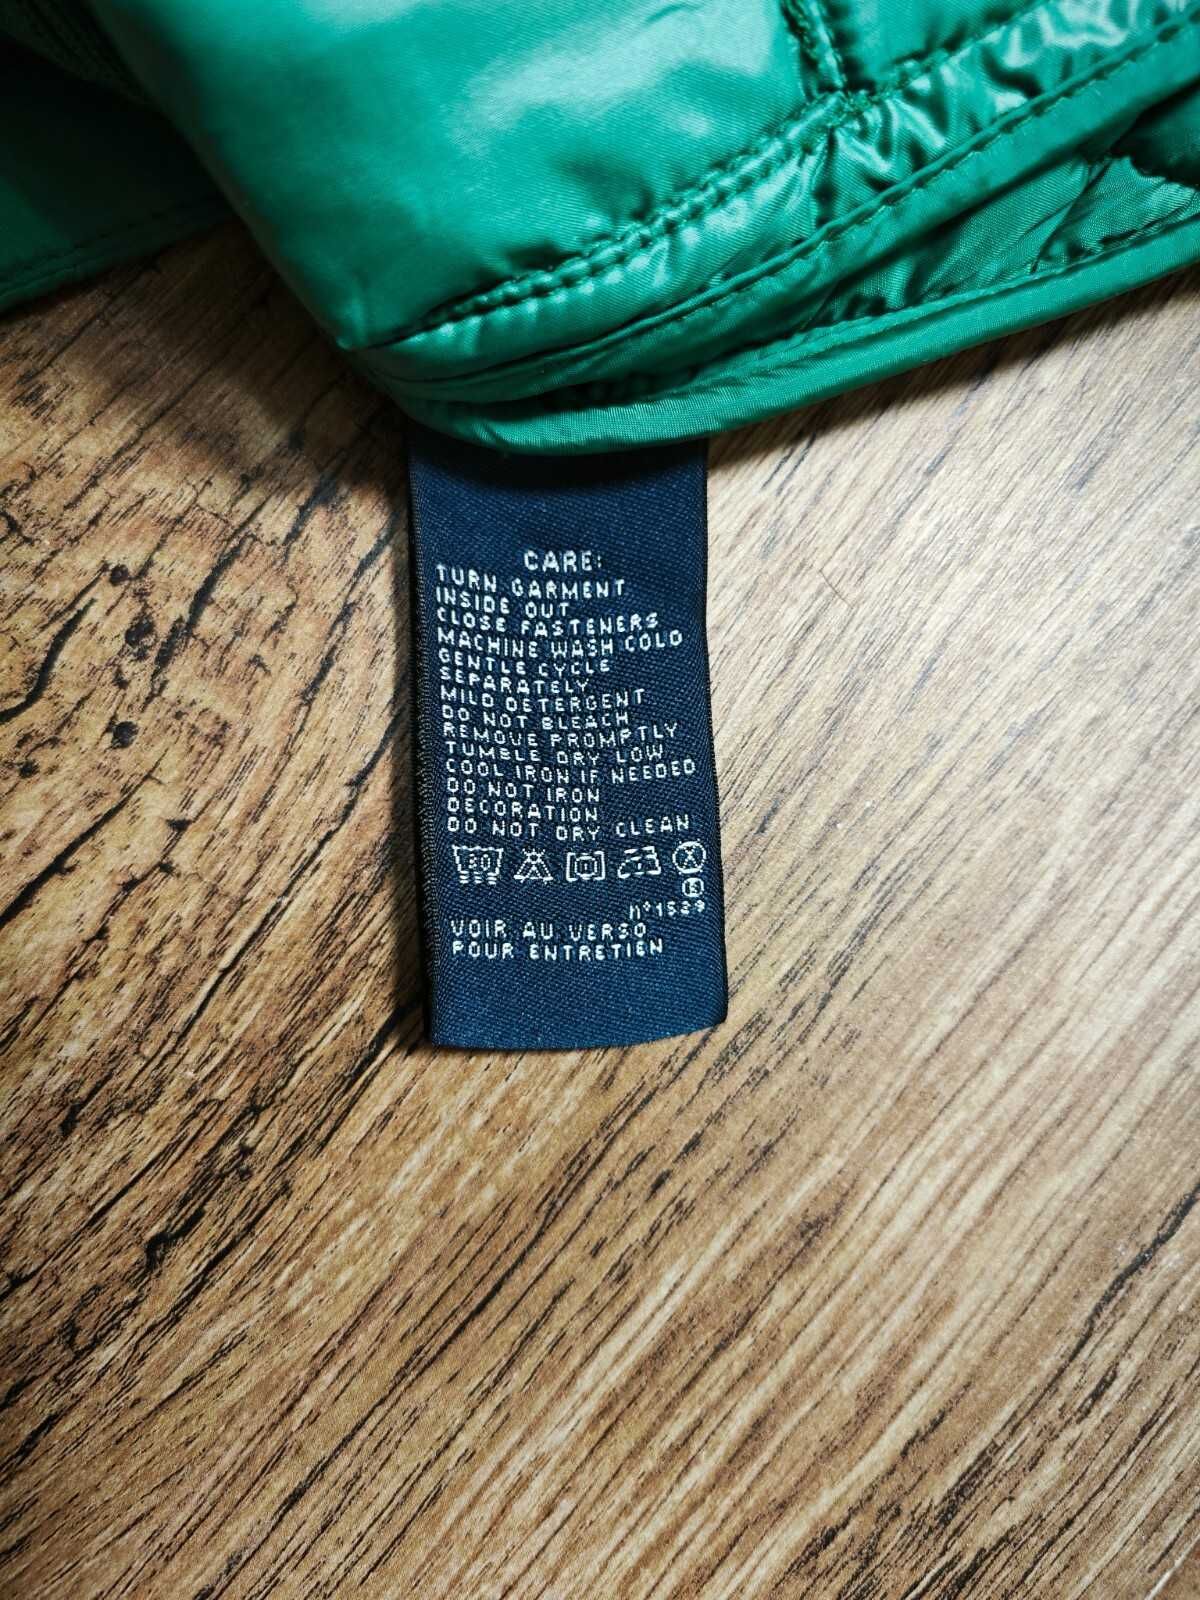 CARE:
TURN GARMENT
INSIDE OUT
CLOSE FASTENERS
MACHINE WASH COLD
GENTLE CYCLE
SEPARATELY
MILD DETERGENT
DO NOT BLEACH
REMOVE PROMPTLY
TUMBLE DRY LOW
COOL IRON IF NEEDED
DO NOT IRON
DECORATION
DO NOT DRY CLEAN
30
n°1529
VOIR AU VERSO
POUR ENTRETIEN